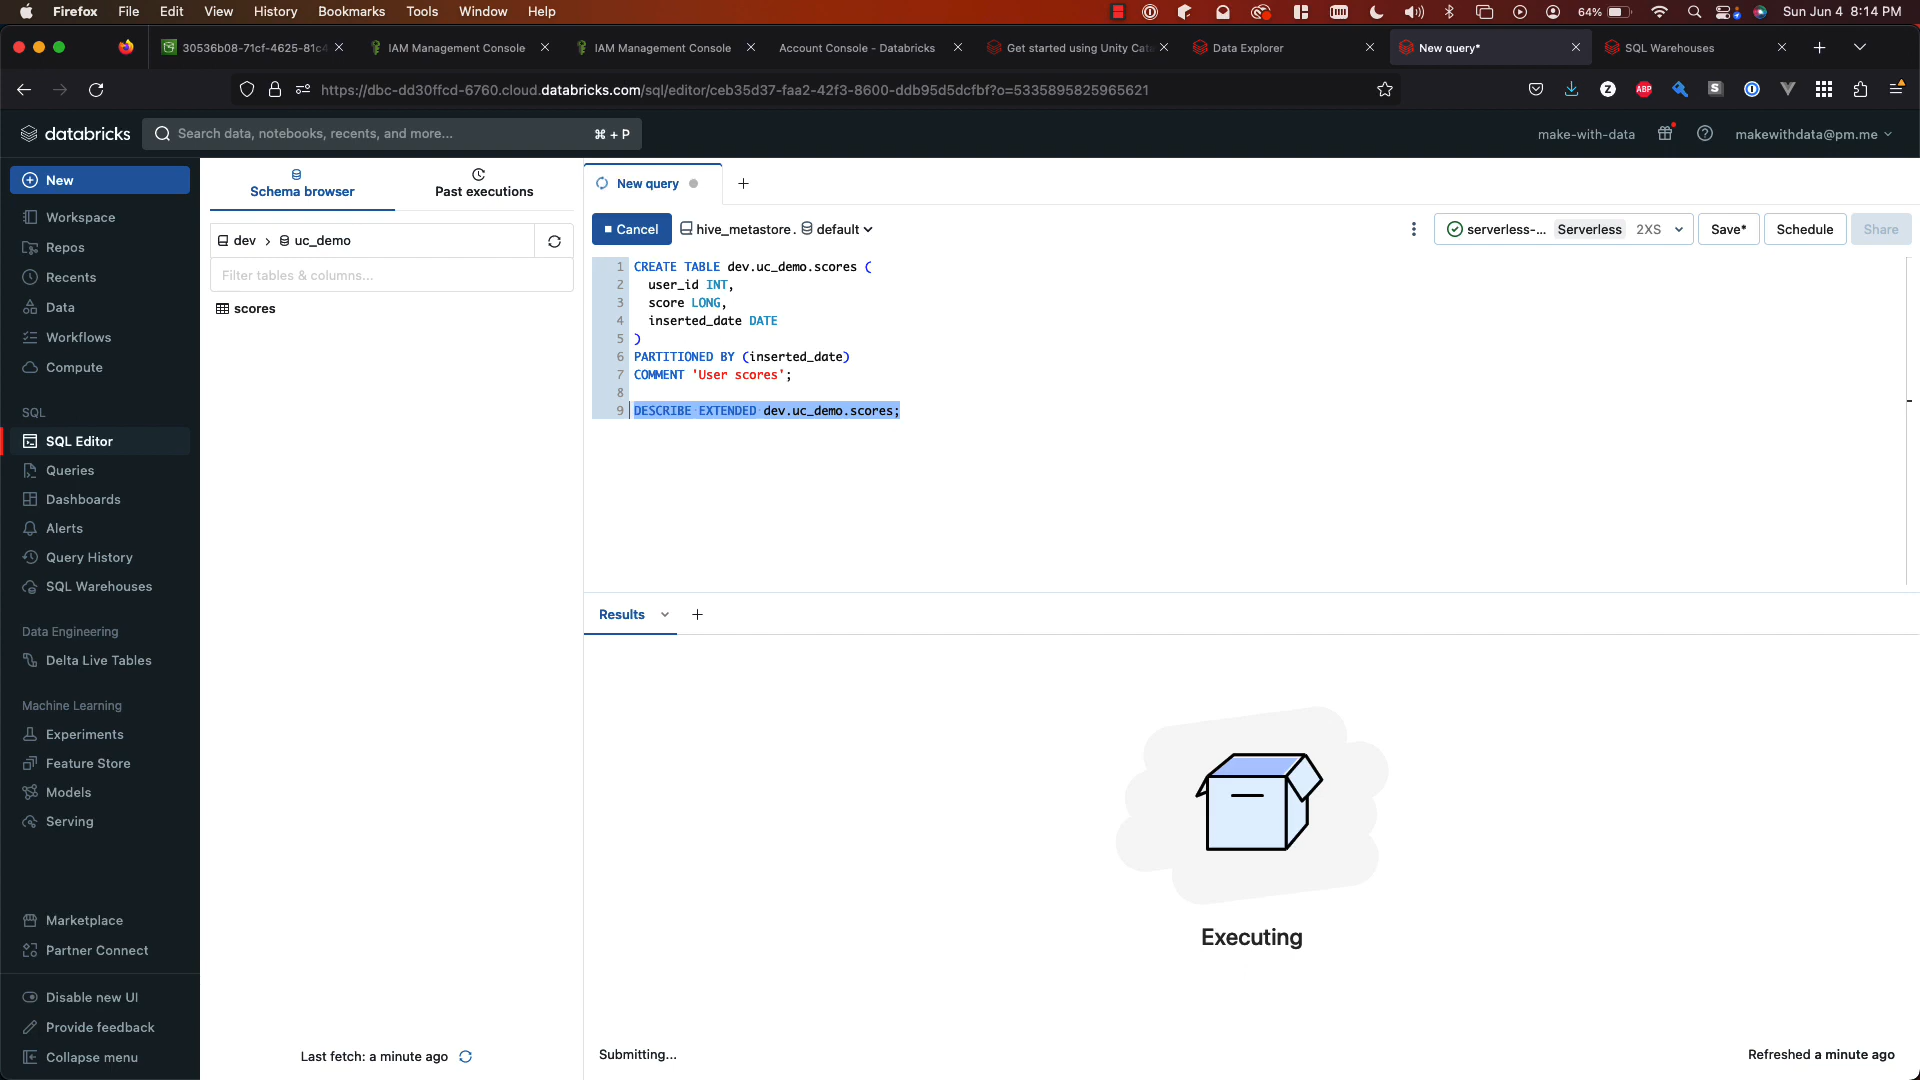 Firefox File Edit View History Bookmarks Tools Window Help 64% Sun Jun 4 8:14 PM
30536b08-71cf-4625-81c4 IAM Management Console IAM Management Console Account Console - Databricks Get started using Unity Cata Data Explorer New query* SQL Warehouses
https://dbc-dd30ffcd-6760.cloud.databricks.com/sql/editor/ceb35d37-faa2-42f3-8600-ddb95d5dcfbf?o=5335895825965621
databricks Search data, notebooks, recents, and more... ⌘ + P make-with-data makewithdata@pm.me
New
Workspace
Repos
Recents
Data
Workflows
Compute
SQL
SQL Editor
Queries
Dashboards
Alerts
Query History
SQL Warehouses
Data Engineering
Delta Live Tables
Machine Learning
Experiments
Feature Store
Models
Serving
Marketplace
Partner Connect
Disable new UI
Provide feedback
Collapse menu
Schema browser Past executions
dev > uc_demo
Filter tables & columns...
scores
Last fetch: a minute ago
New query
Cancel hive_metastore. default serverless-... Serverless 2XS Save* Schedule Share
1 CREATE TABLE dev.uc_demo.scores (
2 user_id INT,
3 score LONG,
4 inserted_date DATE
5 )
6 PARTITIONED BY (inserted_date)
7 COMMENT 'User scores';
8
9 DESCRIBE EXTENDED dev.uc_demo.scores;
Results
Executing
Submitting... Refreshed a minute ago